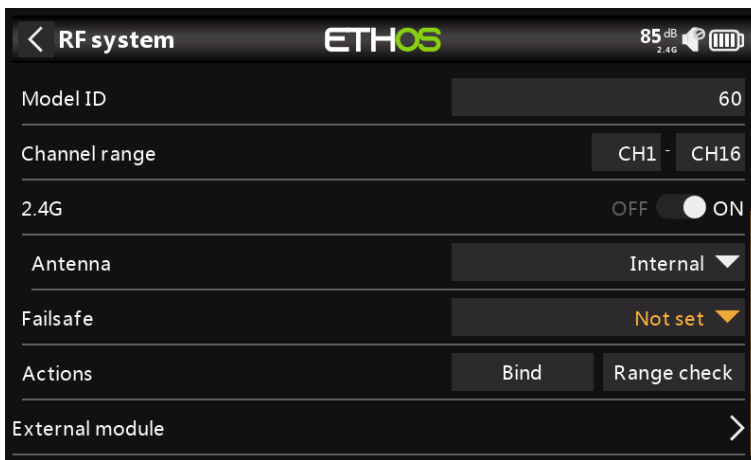 RF system ETHOS 85 dB 2.4G
Model ID 60
Channel range CH1 - CH16
2.4G OFF ON
Antenna Internal
Failsafe Not set
Actions Bind Range check
External module